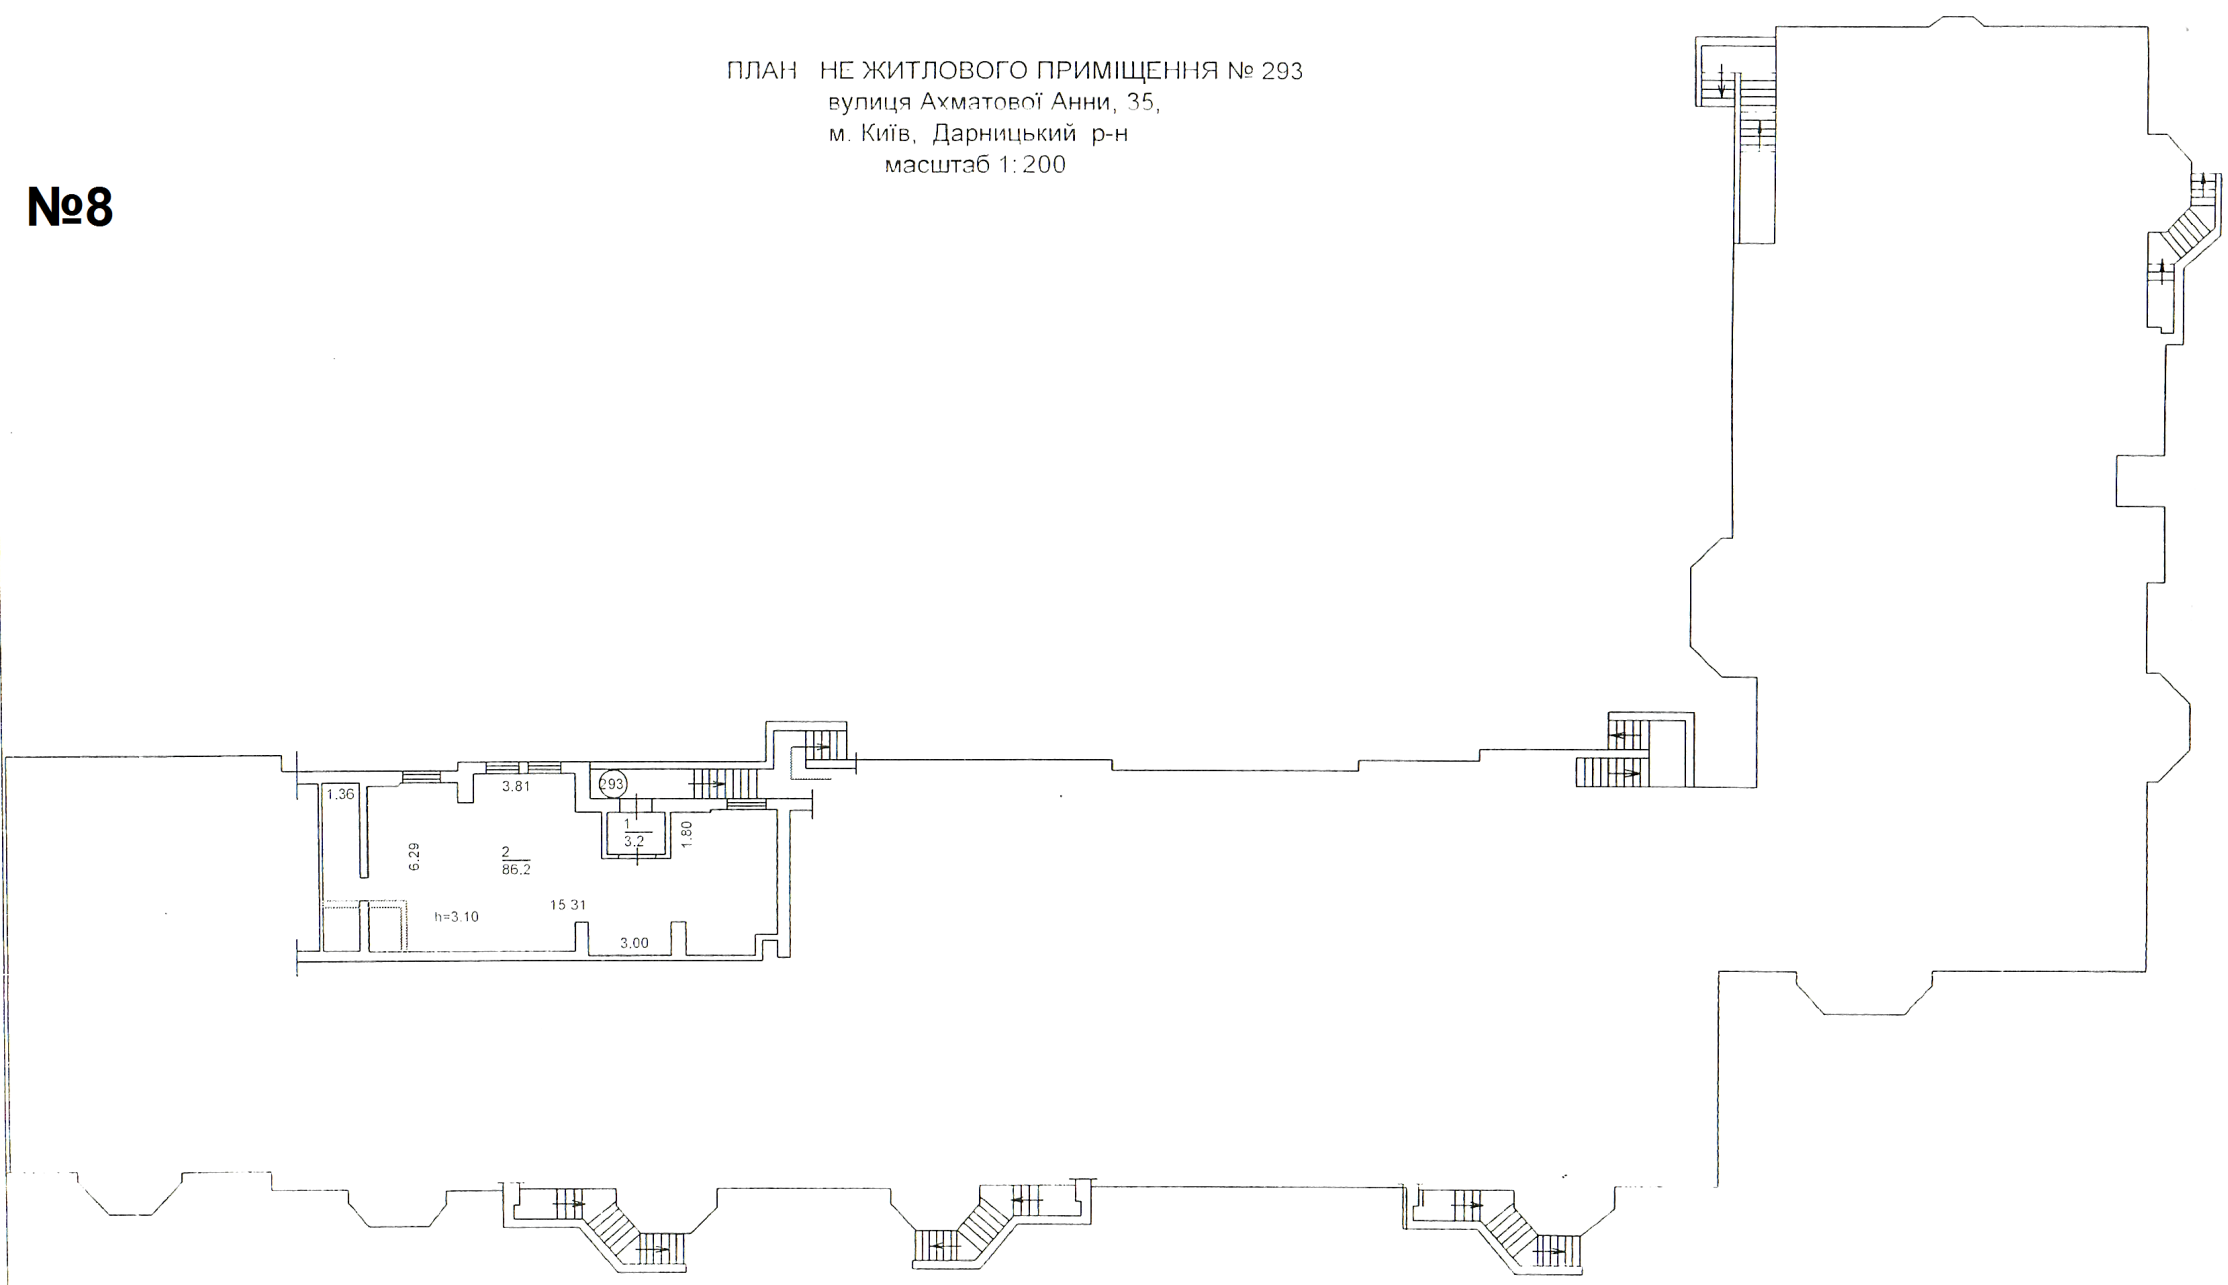 ПЛАН НЕ ЖИТЛОВОГО ПРИМІЩЕННЯ № 293
вулиця Ахматової Анни, 35,
м. Київ, Дарницький р-н
масштаб 1:200
№8
1.36
3.81
293
1
3.2
1.80
6.29
2
86.2
h=3.10
15.31
3.00